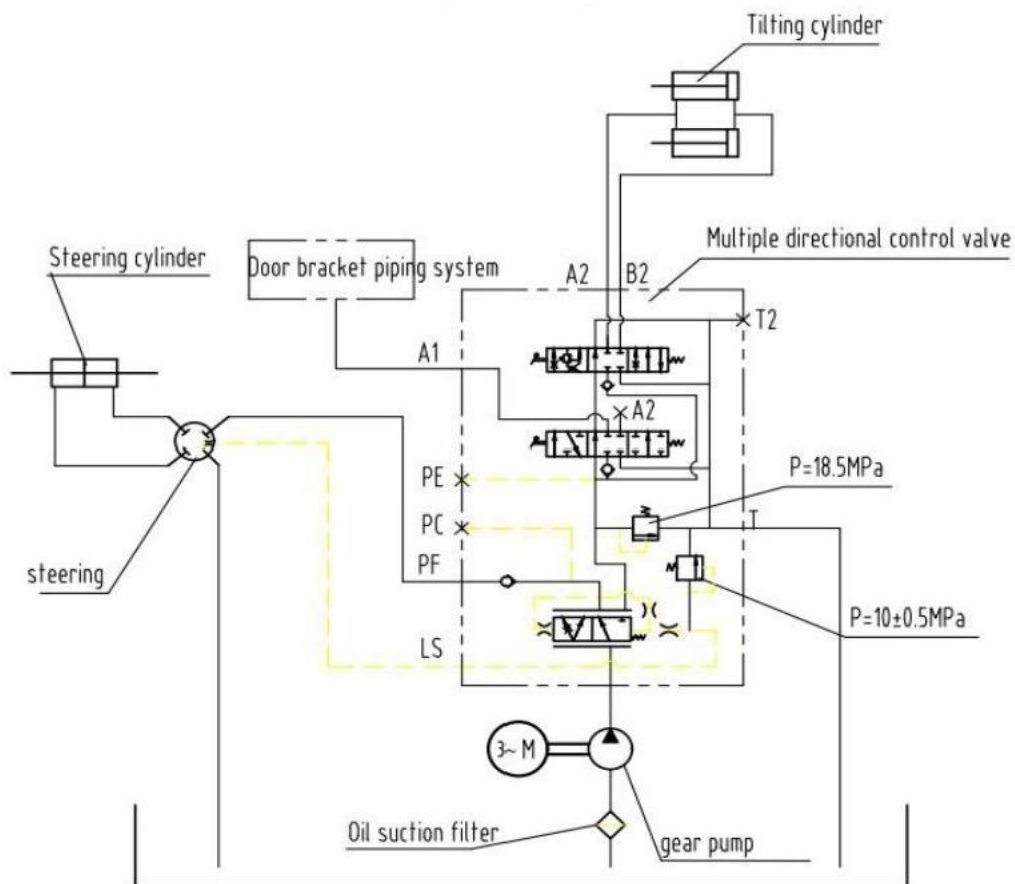 Tilting cylinder
Multiple directional control valve
Steering cylinder
Door bracket piping system
A2
B2
T2
A1
A2
PE
P=18.5MPa
PC
T
PF
steering
P=10±0.5MPa
LS
3~ M
Oil suction filter
gear pump